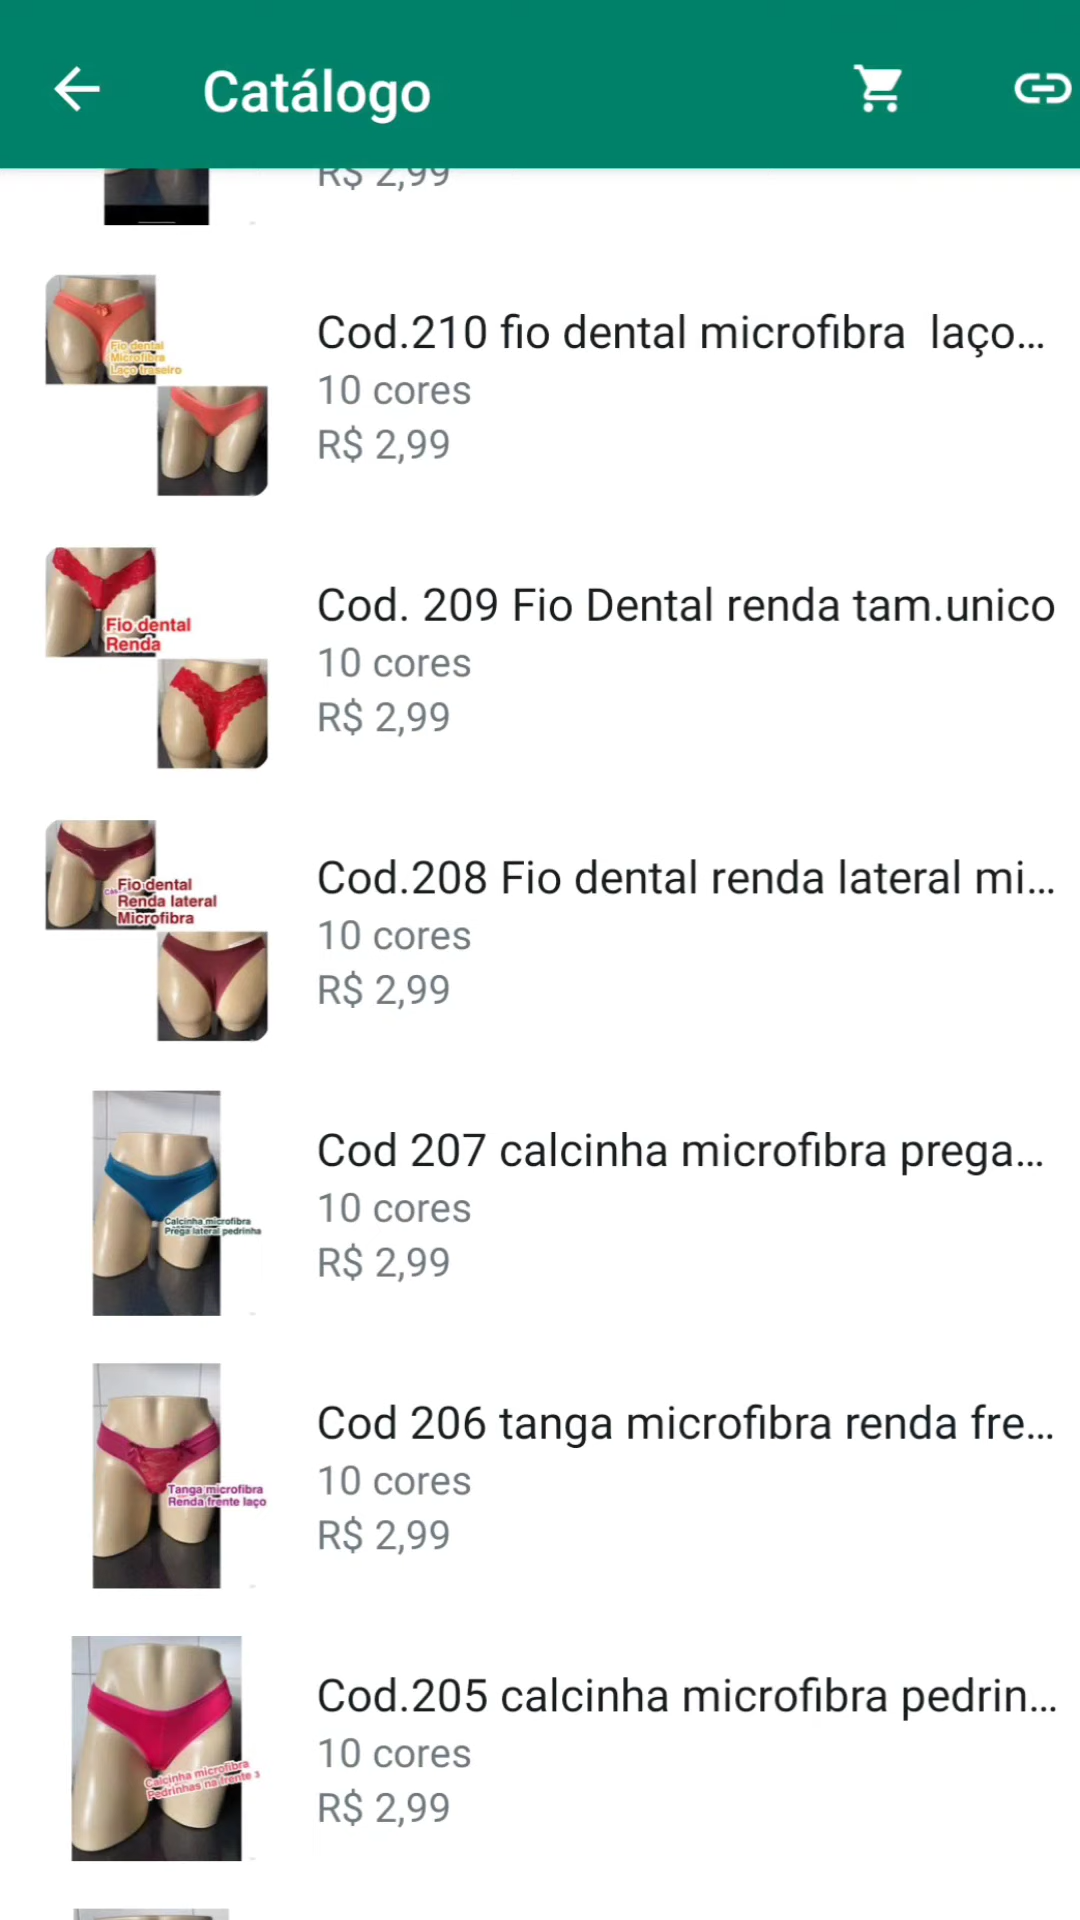 Catálogo
R$ 2,99
Cod.210 fio dental microfibra laço...
10 cores
R$ 2,99
Fio dental
Microfibra
Laço traseiro
Cod. 209 Fio Dental renda tam.unico
10 cores
R$ 2,99
Fio dental
Renda
Cod.208 Fio dental renda lateral mi...
10 cores
R$ 2,99
Fio dental
Renda lateral
Microfibra
Cod 207 calcinha microfibra prega...
10 cores
R$ 2,99
Calcinha microfibra
Prega lateral pedrinha
Cod 206 tanga microfibra renda fre...
10 cores
R$ 2,99
Tanga microfibra
Renda frente laço
Cod.205 calcinha microfibra pedrin...
10 cores
R$ 2,99
Calcinha microfibra
Pedrinhas na frente 3